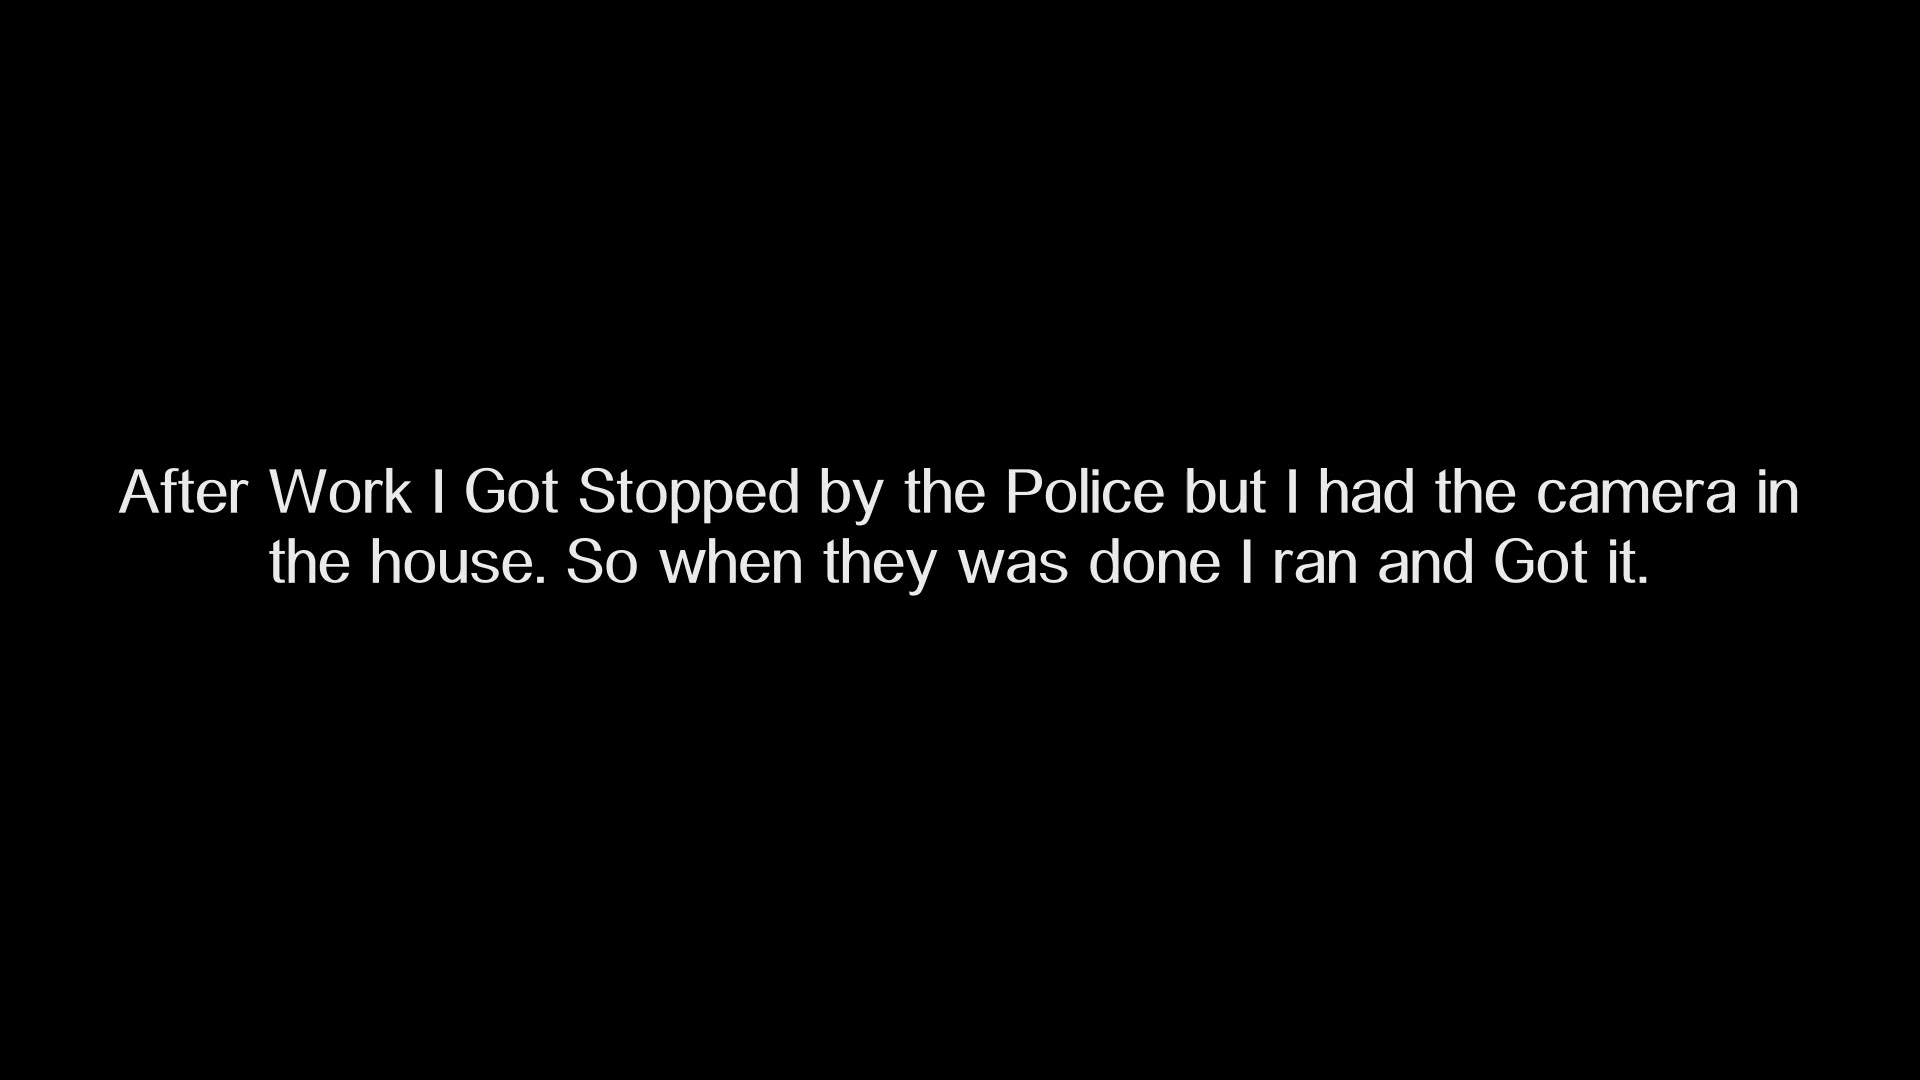 After Work I Got Stopped by the Police but I had the camera in
the house. So when they was done I ran and Got it.